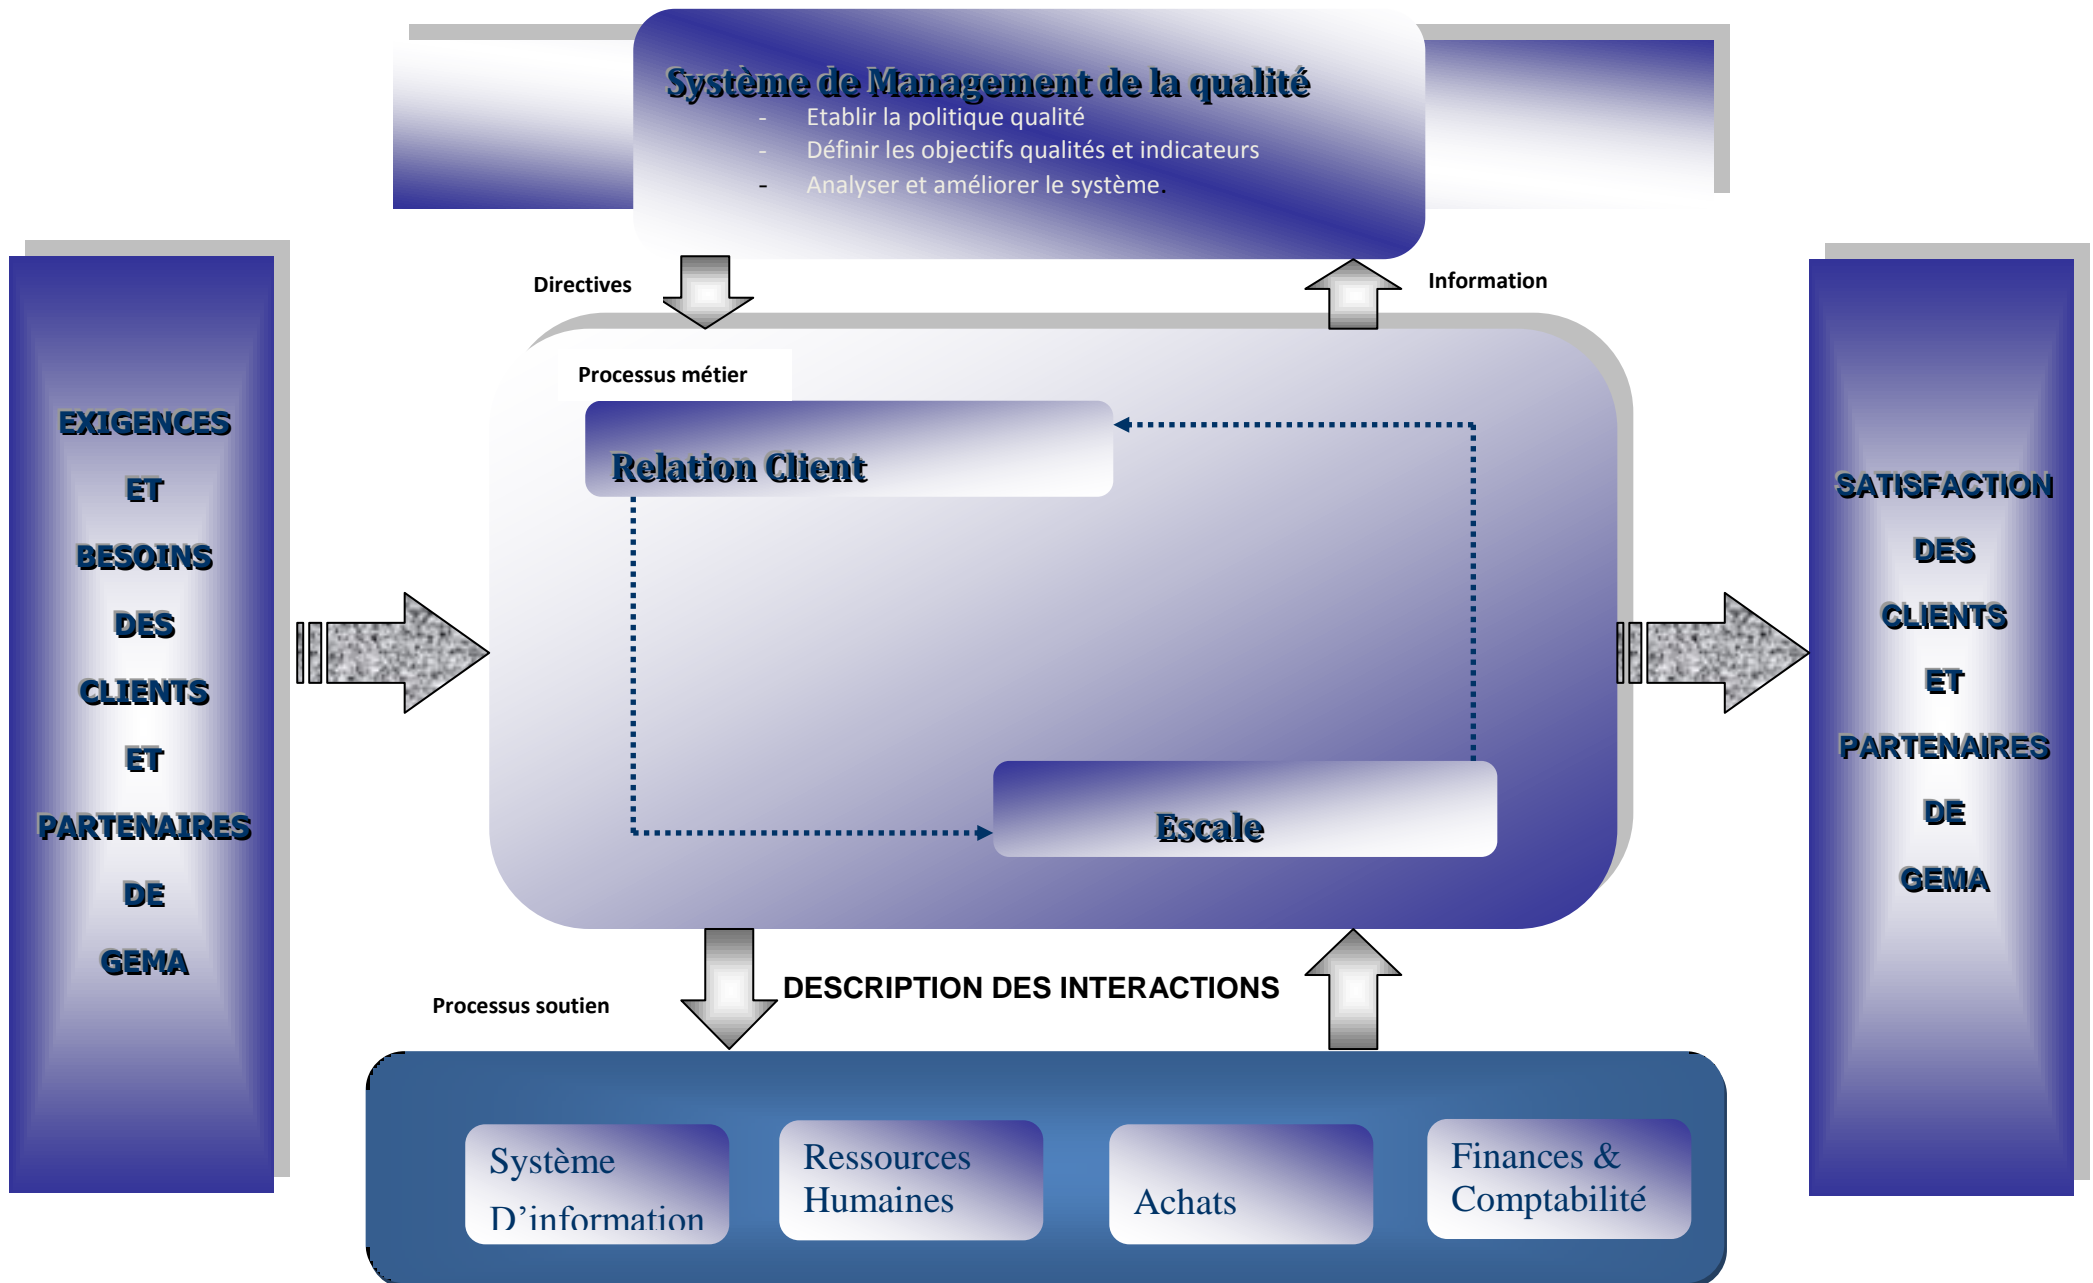 Système de Management de la qualité
- Etablir la politique qualité
- Définir les objectifs qualités et indicateurs
- Analyser et améliorer le système.
Directives
Information
EXIGENCES
ET
BESOINS
DES
CLIENTS
ET
PARTENAIRES
DE
GEMA
Processus métier
Relation Client
Escale
SATISFACTION
DES
CLIENTS
ET
PARTENAIRES
DE
GEMA
DESCRIPTION DES INTERACTIONS
Processus soutien
Système
D’information
Ressources
Humaines
Achats
Finances &
Comptabilité